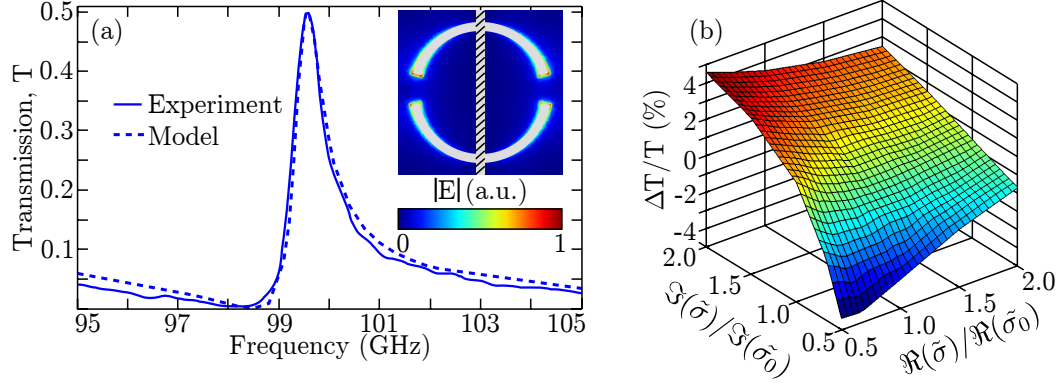 (a)
Transmission, T
0.5
0.4
0.3
0.2
0.1
Experiment
Model
|E| (a.u.)
0
1
95
97
99
101
103
105
Frequency (GHz)
(b)
ΔT/T (%)
4
2
0
-2
-4
2.0
1.5
1.0
0.5
ℑ(σ̃)/ℑ(σ̃₀)
0.5
1.0
1.5
2.0
ℜ(σ̃)/ℜ(σ̃₀)